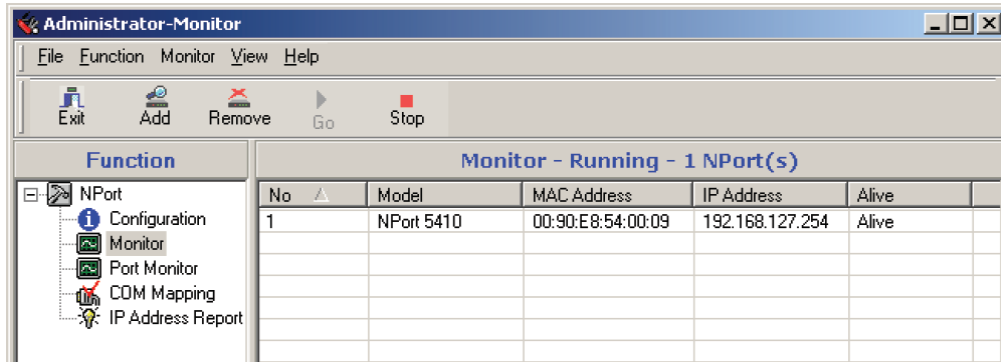 Administrator-Monitor
File Function Monitor View Help
Exit Add Remove Go Stop
Function
Monitor - Running - 1 NPort(s)
NPort
Configuration
Monitor
Port Monitor
COM Mapping
IP Address Report
No Model MAC Address IP Address Alive
1 NPort 5410 00:90:E8:54:00:09 192.168.127.254 Alive